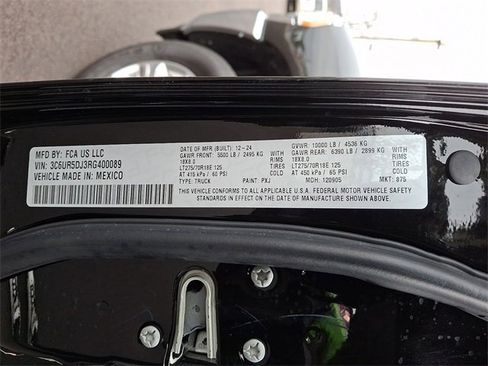 MFD BY: FCA US LLC
VIN: 3C6UR5DJ3RG400089
VEHICLE MADE IN: MEXICO
DATE OF MFR (BUILT): 12-24 GVWR: 10000 LB / 4536 KG
GAWR FRONT: 5500 LB / 2495 KG WITH GAWR REAR: 6390 LB / 2899 KG WITH
18X8.0 RIMS 18X8.0 RIMS
LT275/70R18E 125 TIRES LT275/70R18E 125 TIRES
AT 415 kPa / 60 PSI COLD AT 450 kPa / 65 PSI COLD
TYPE: TRUCK PAINT: PXJ MDH: 120905 MKT: 875
THIS VEHICLE CONFORMS TO ALL APPLICABLE FEDERAL MOTOR VEHICLE SAFETY
STANDARDS IN EFFECT ON THE DATE OF MANUFACTURE SHOWN ABOVE.